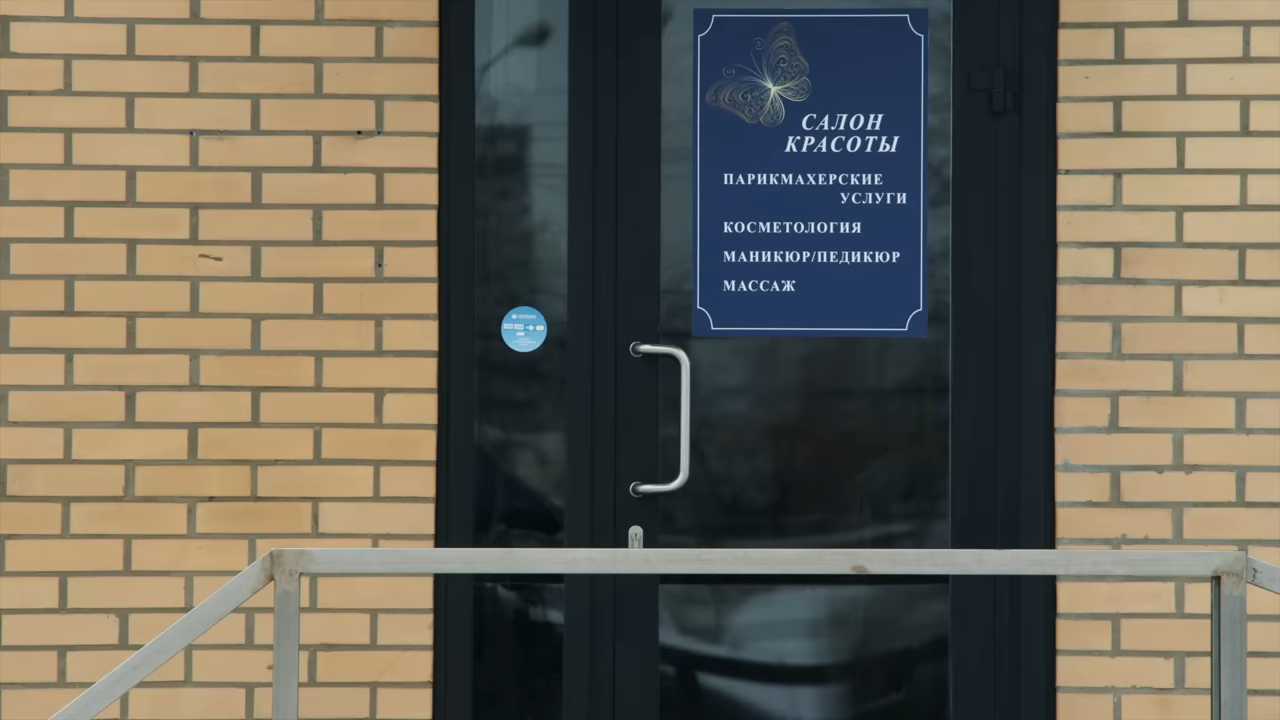 САЛОН
КРАСОТЫ
ПАРИКМАХЕРСКИЕ
УСЛУГИ
КОСМЕТОЛОГИЯ
МАНИКЮР/ПЕДИКЮР
МАССАЖ